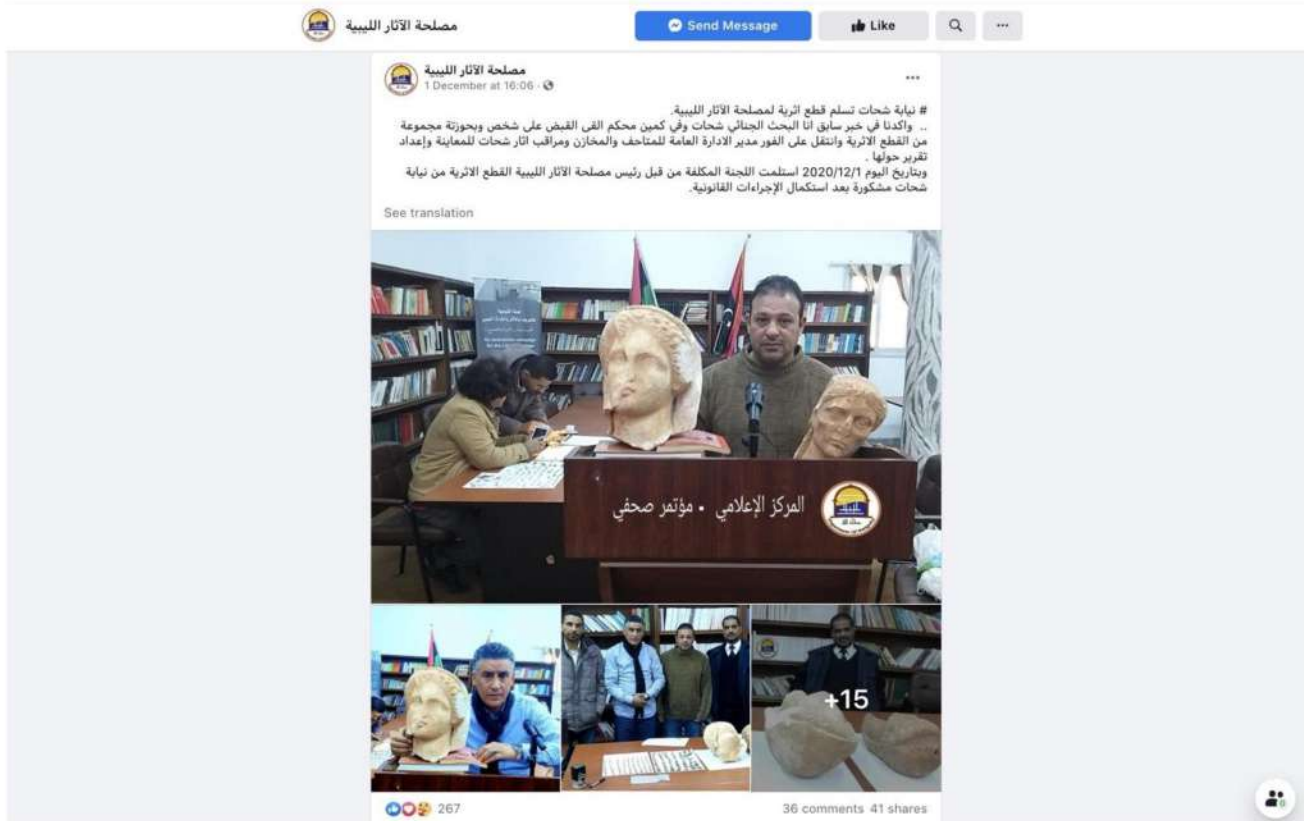 مصلحة الآثار الليبية
Send Message
Like
مصلحة الآثار الليبية
1 December at 16:06
# نيابة شحات تسلم قطع اثرية لمصلحة الآثار الليبية.
.. واكدنا في خبر سابق انا البحث الجنائي شحات وفي كمين محكم القى القبض على شخص وبحوزتة مجموعة
من القطع الاثرية وانتقل على الفور مدير الادارة العامة للمتاحف والمخازن ومراقب اثار شحات للمعاينة وإعداد
تقرير حولها .
وبتاريخ اليوم 2020/12/1 استلمت اللجنة المكلفة من قبل رئيس مصلحة الآثار الليبية القطع الاثرية من نيابة
شحات مشكورة بعد استكمال الإجراءات القانونية.
See translation
المركز الإعلامي • مؤتمر صحفي
+15
267
36 comments 41 shares